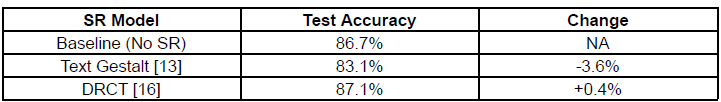 SR Model Test Accuracy Change
Baseline (No SR) 86.7% NA
Text Gestalt [13] 83.1% -3.6%
DRCT [16] 87.1% +0.4%